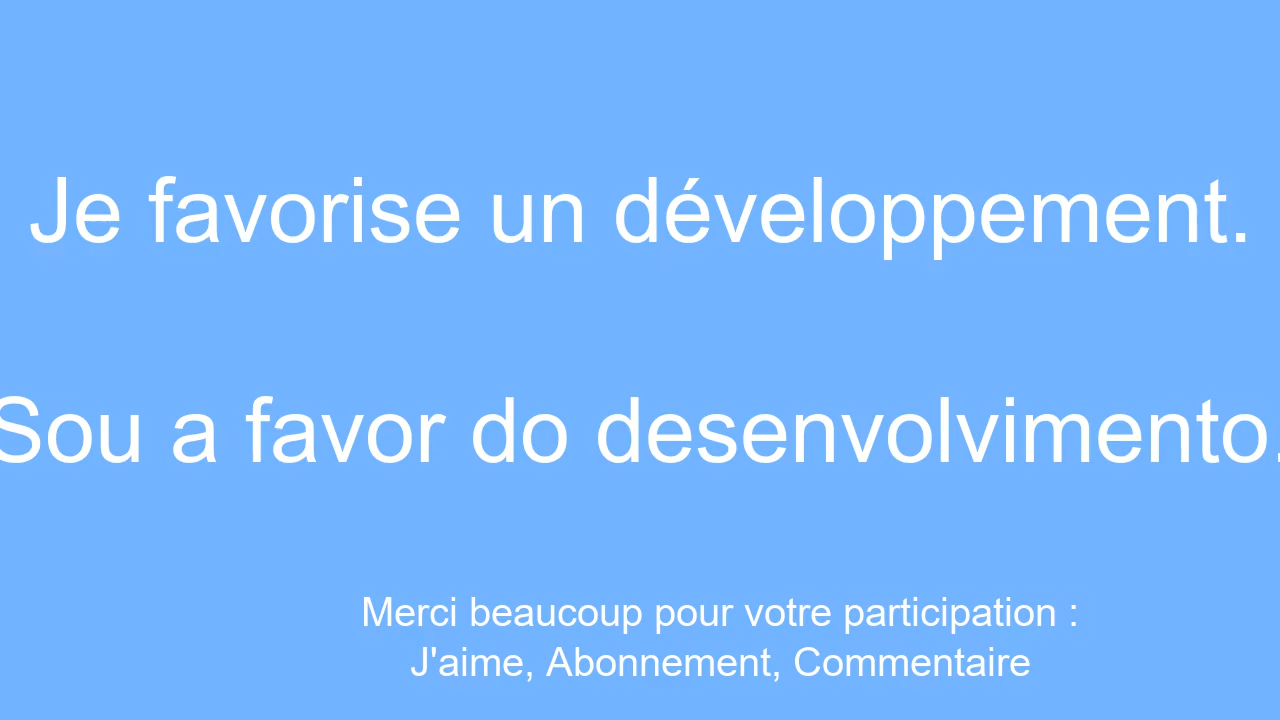 Je favorise un développement.
Sou a favor do desenvolvimento.
Merci beaucoup pour votre participation :
J'aime, Abonnement, Commentaire